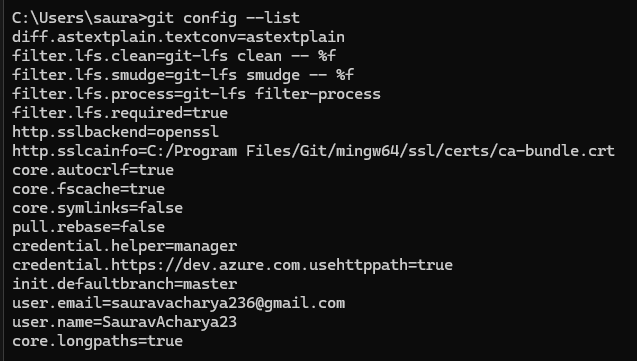 C:\Users\saura>git config --list
diff.astextplain.textconv=astextplain
filter.lfs.clean=git-lfs clean -- %f
filter.lfs.smudge=git-lfs smudge -- %f
filter.lfs.process=git-lfs filter-process
filter.lfs.required=true
http.sslbackend=openssl
http.sslcainfo=C:/Program Files/Git/mingw64/ssl/certs/ca-bundle.crt
core.autocrlf=true
core.fscache=true
core.symlinks=false
pull.rebase=false
credential.helper=manager
credential.https://dev.azure.com.usehttppath=true
init.defaultbranch=master
user.email=sauravacharya236@gmail.com
user.name=SauravAcharya23
core.longpaths=true